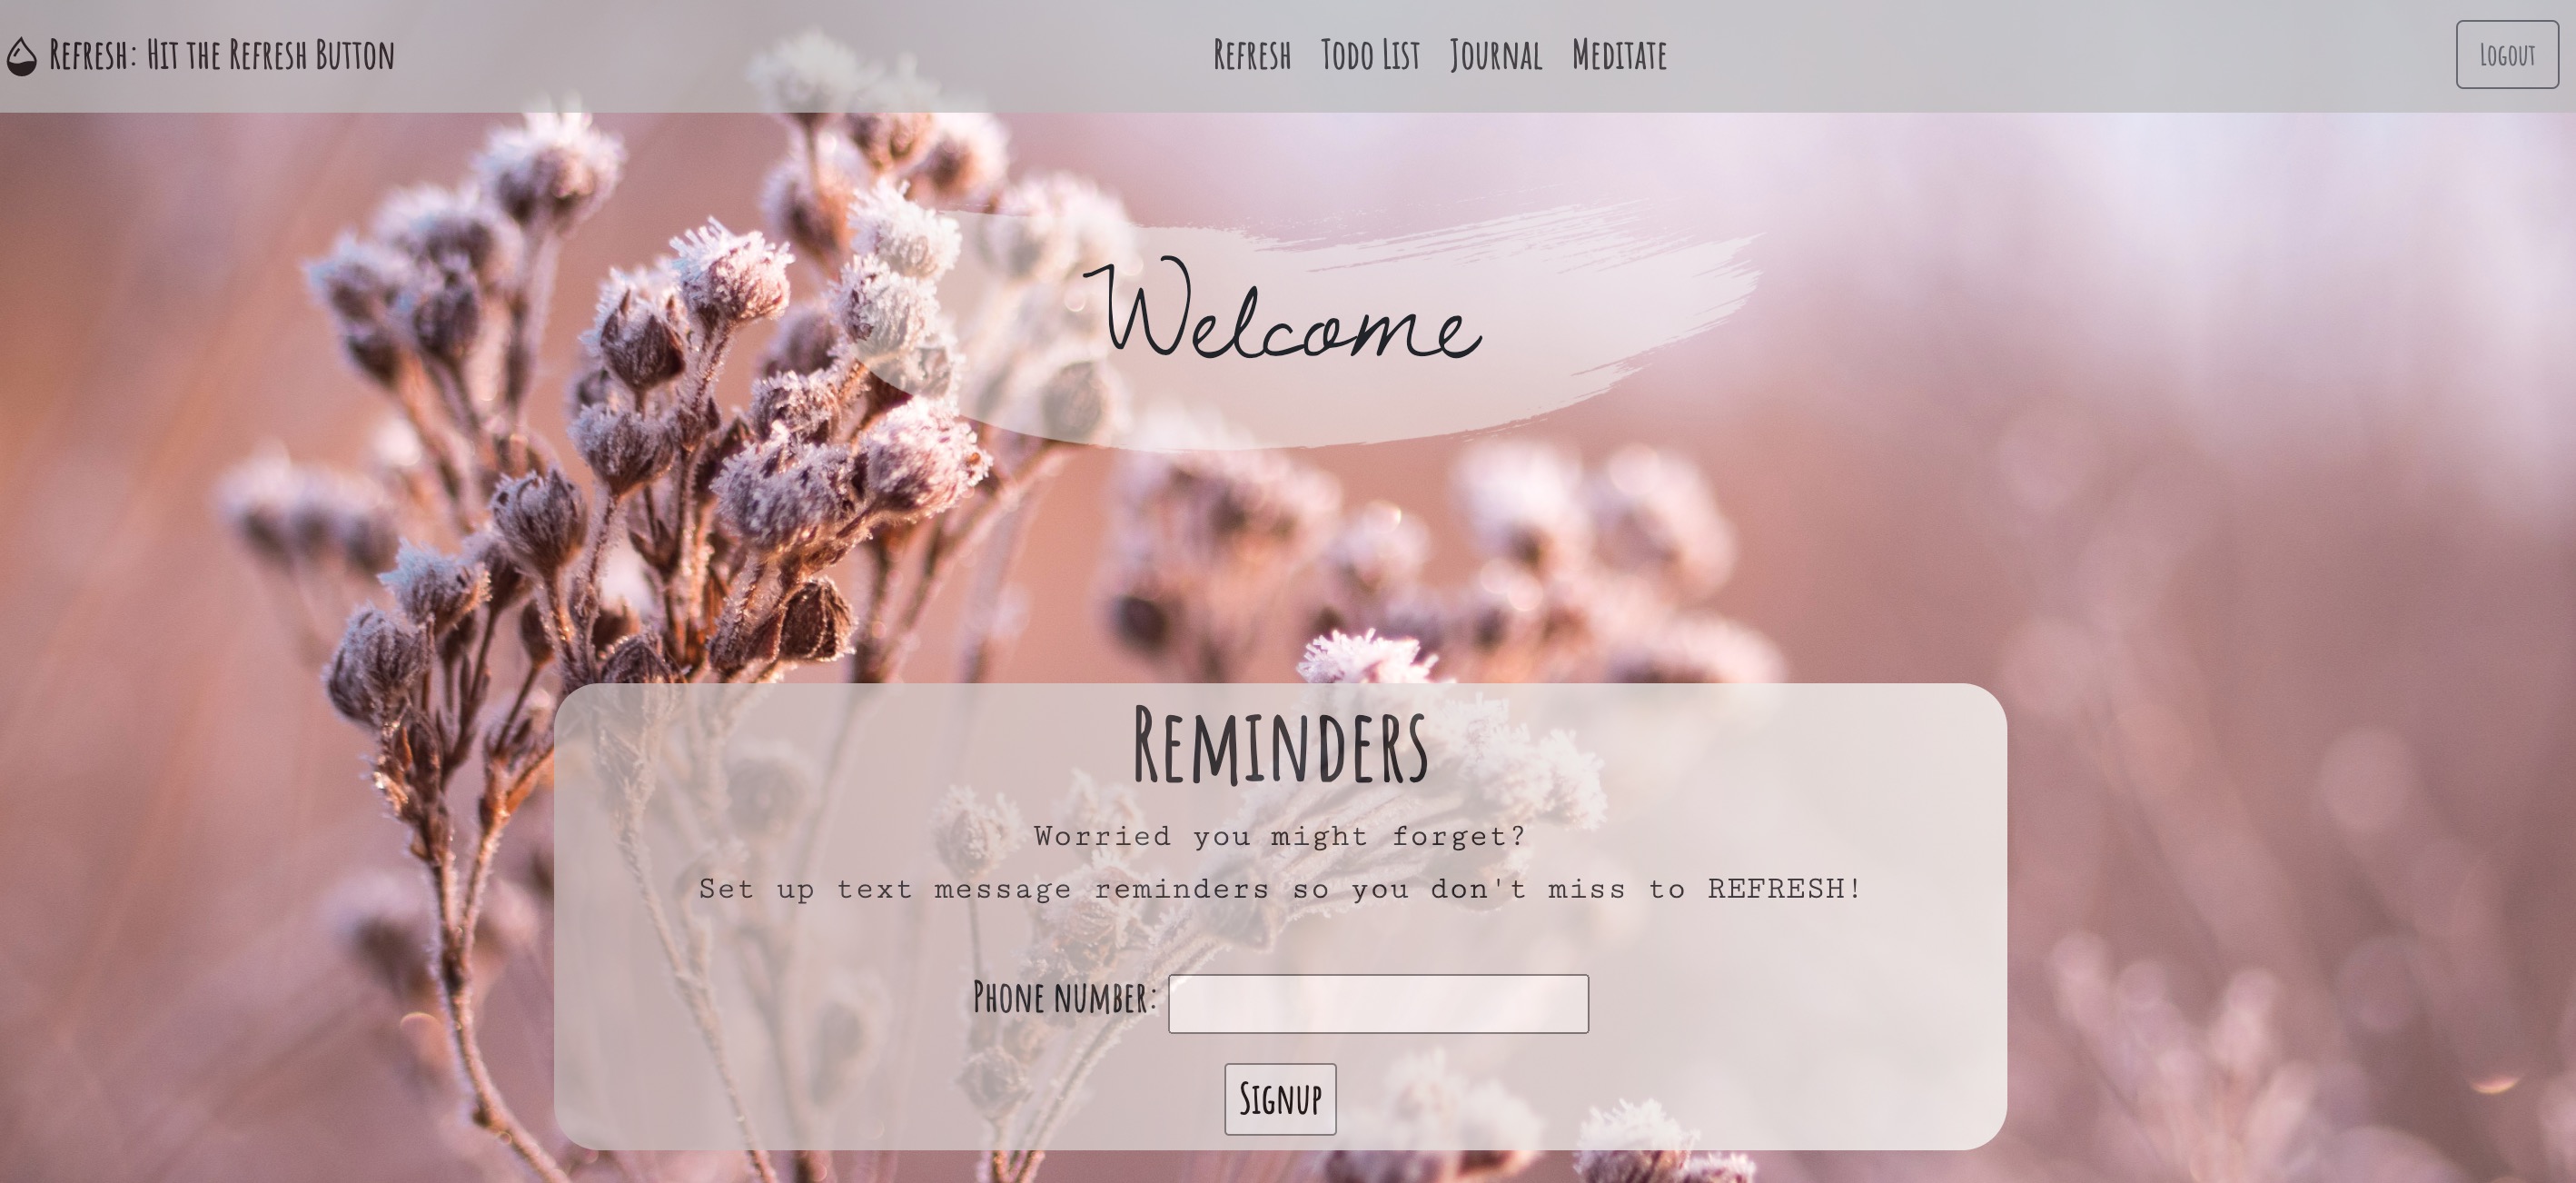 Refresh: Hit the Refresh Button
Refresh Todo List Journal Meditate
Logout
Welcome
Reminders
Worried you might forget?
Set up text message reminders so you don't miss to REFRESH!
Phone number:
Signup